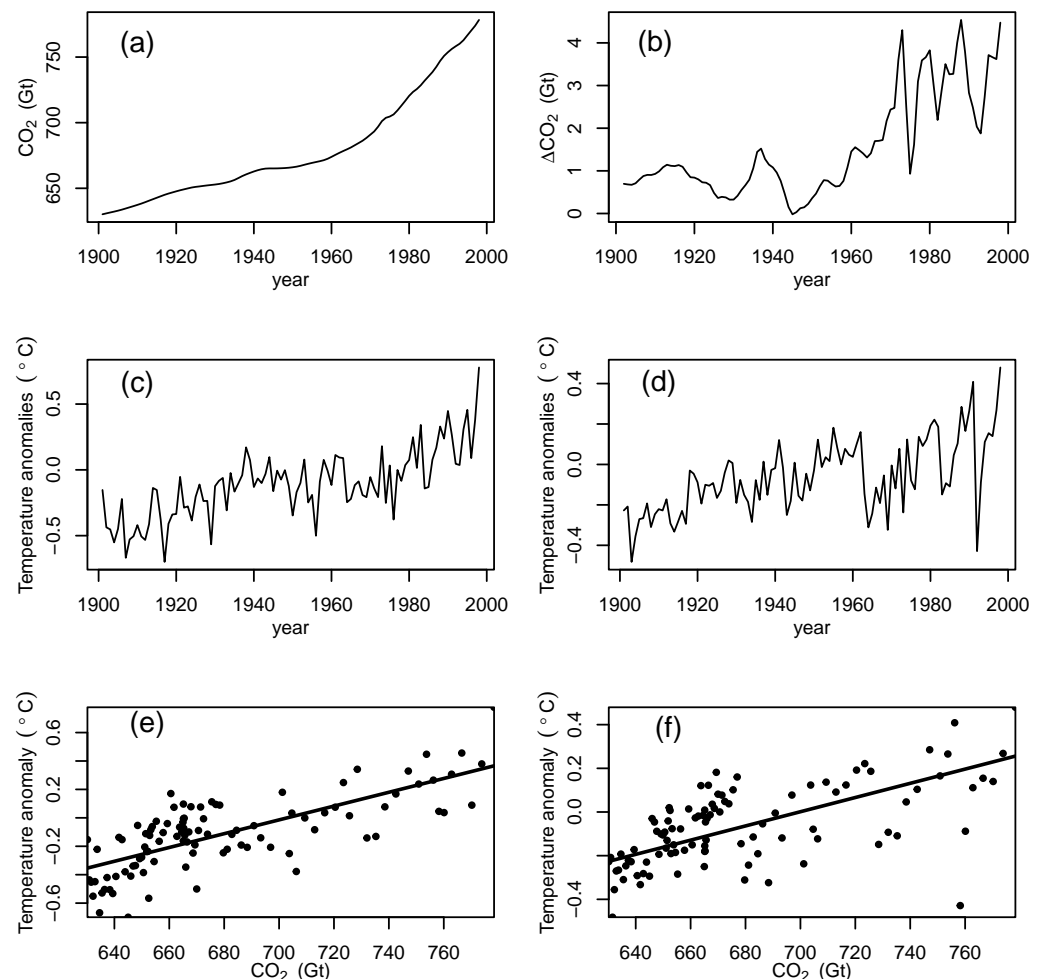 (a)
CO2 (Gt)
650 700 750
1900 1920 1940 1960 1980 2000
year
(b)
ΔCO2 (Gt)
0 1 2 3 4
1900 1920 1940 1960 1980 2000
year
(c)
Temperature anomalies ( ° C)
−0.5 0.0 0.5
1900 1920 1940 1960 1980 2000
year
(d)
Temperature anomalies ( ° C)
−0.4 0.0 0.4
1900 1920 1940 1960 1980 2000
year
(e)
Temperature anomaly ( ° C)
−0.6 −0.2 0.2 0.6
640 660 680 700 720 740 760
CO2 (Gt)
(f)
Temperature anomaly ( ° C)
−0.4 0.0 0.2 0.4
640 660 680 700 720 740 760
CO2 (Gt)